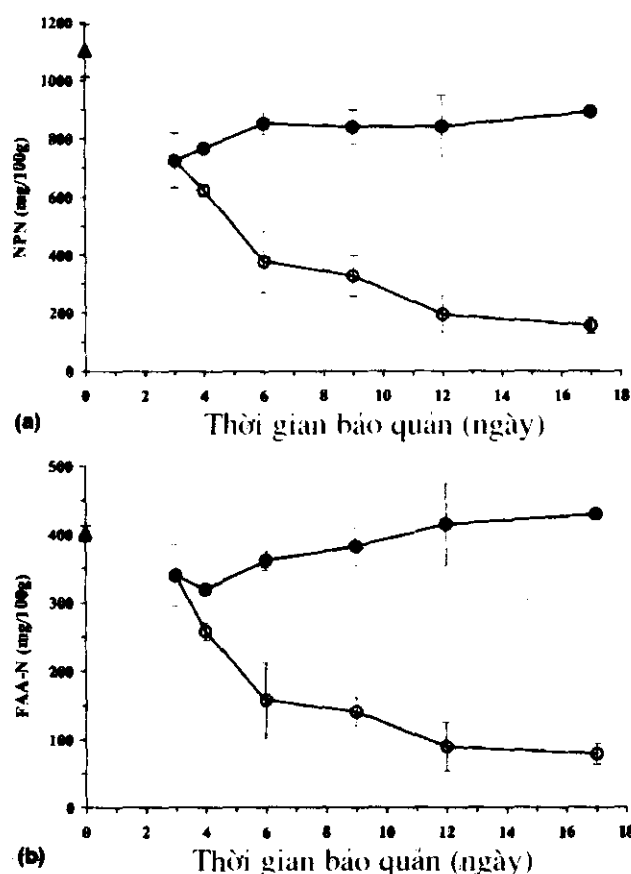 1200
1000
800
600
400
200
0
NPN (mg/100g)
0 2 4 6 8 10 12 14 16 18
(a) Thời gian bảo quản (ngày)
500
400
300
200
100
0
FAA-N (mg/100g)
0 2 4 6 8 10 12 14 16 18
(b) Thời gian bảo quản (ngày)